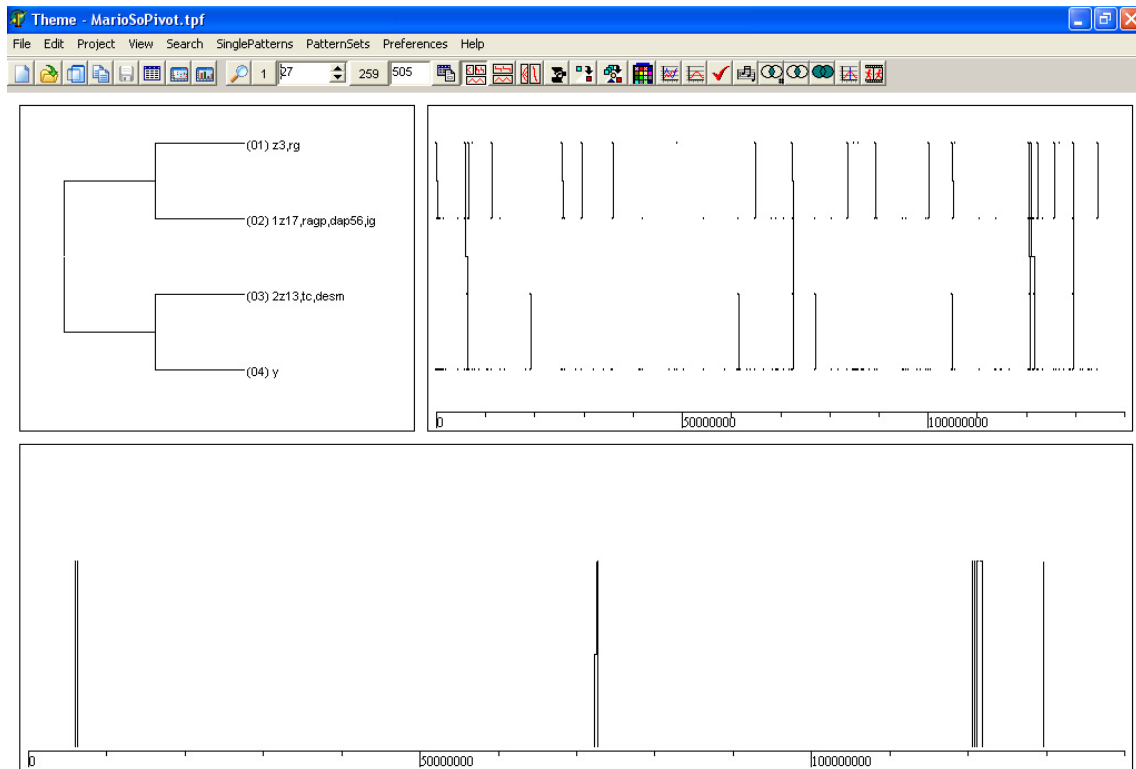 Theme - MarioSoPivot.tpf
File Edit Project View Search SinglePatterns PatternSets Preferences Help
1 27 259 505
(01) z3,rg
(02) 1z17,ragp,dap56,ig
(03) 2z13,tc,desm
(04) y
0 50000000 100000000
0 50000000 100000000